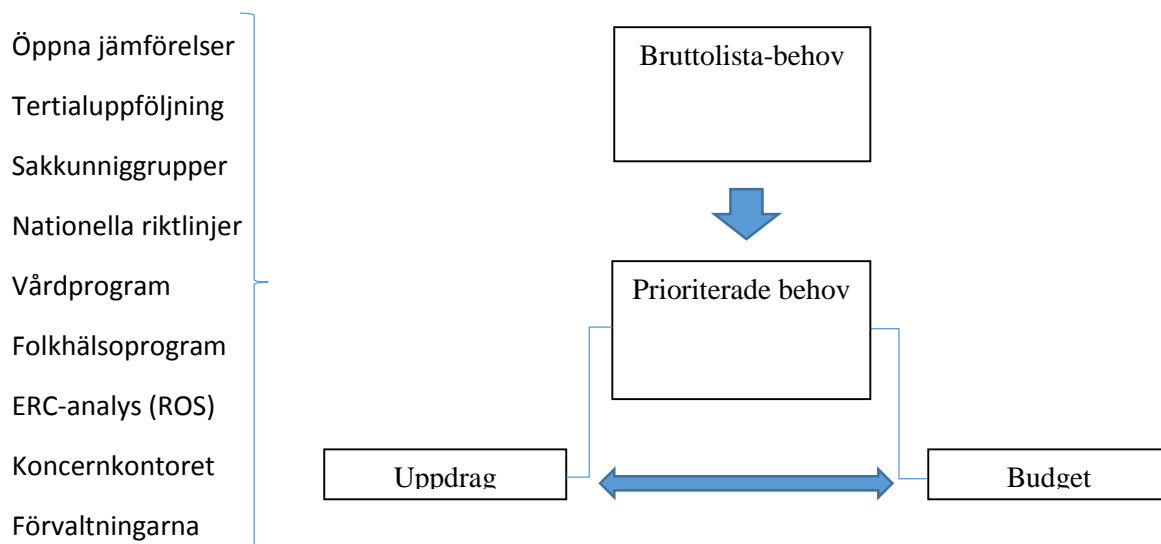 Öppna jämförelser
Tertialuppföljning
Sakkunniggrupper
Nationella riktlinjer
Vårdprogram
Folkhälsoprogram
ERC-analys (ROS)
Koncernkontoret
Förvaltningarna
Bruttolista-behov
Prioriterade behov
Uppdrag
Budget